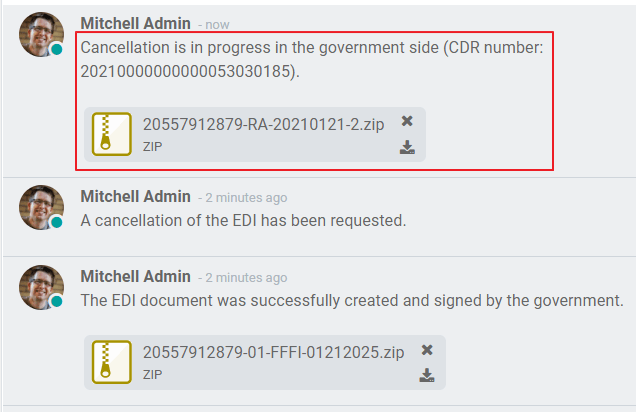 Mitchell Admin - now
Cancellation is in progress in the government side (CDR number:
20210000000000053030185).
20557912879-RA-20210121-2.zip
ZIP
Mitchell Admin - 2 minutes ago
A cancellation of the EDI has been requested.
Mitchell Admin - 2 minutes ago
The EDI document was successfully created and signed by the government.
20557912879-01-FFFI-01212025.zip
ZIP